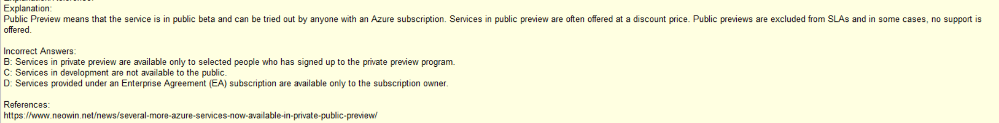 Explanation:
Public Preview means that the service is in public beta and can be tried out by anyone with an Azure subscription. Services in public preview are often offered at a discount price. Public previews are excluded from SLAs and in some cases, no support is
offered.
Incorrect Answers:
B: Services in private preview are available only to selected people who has signed up to the private preview program.
C: Services in development are not available to the public.
D: Services provided under an Enterprise Agreement (EA) subscription are available only to the subscription owner.
References:
https://www.neowin.net/news/several-more-azure-services-now-available-in-private-public-preview/